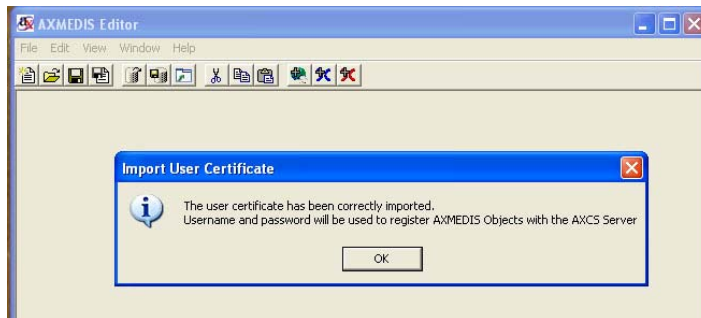 AXMEDIS Editor
File Edit View Window Help
Import User Certificate
The user certificate has been correctly imported.
Username and password will be used to register AXMEDIS Objects with the AXCS Server
OK